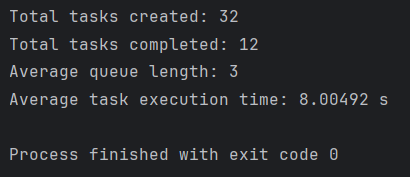 Total tasks created: 32
Total tasks completed: 12
Average queue length: 3
Average task execution time: 8.00492 s
Process finished with exit code 0